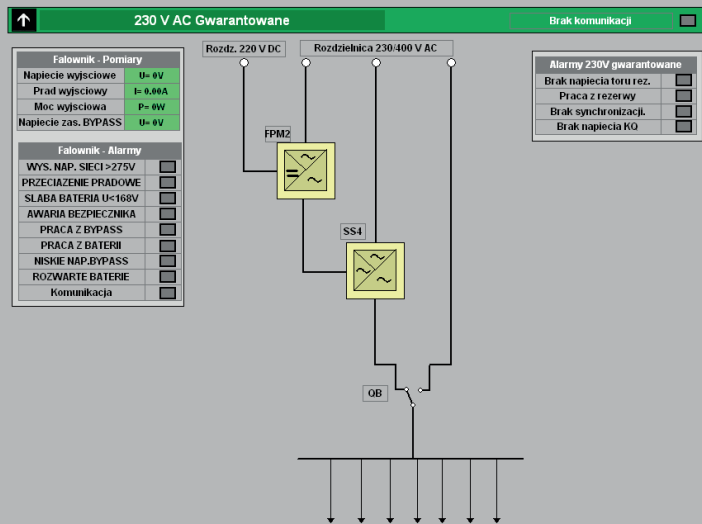 230 V AC Gwarantowane
Brak komunikacji
Falownik - Pomiary
Napiecie wyjsciowe U= 0V
Prad wyjsciowy I= 0.00A
Moc wyjsciowa P= 0W
Napiecie zas. BYPASS U= 0V
Falownik - Alarmy
WYS. NAP. SIECI >275V
PRZECIAZENIE PRADOWE
SLABA BATERIA U<168V
AWARIA BEZPIECZNIKA
PRACA Z BYPASS
PRACA Z BATERII
NISKIE NAP.BYPASS
ROZWARTE BATERIE
Komunikacja
Rozdz. 220 V DC
Rozdzielnica 230/400 V AC
FPM2
SS4
QB
Alarmy 230V gwarantowane
Brak napiecia toru rez.
Praca z rezerwy
Brak synchronizacji.
Brak napiecia KQ